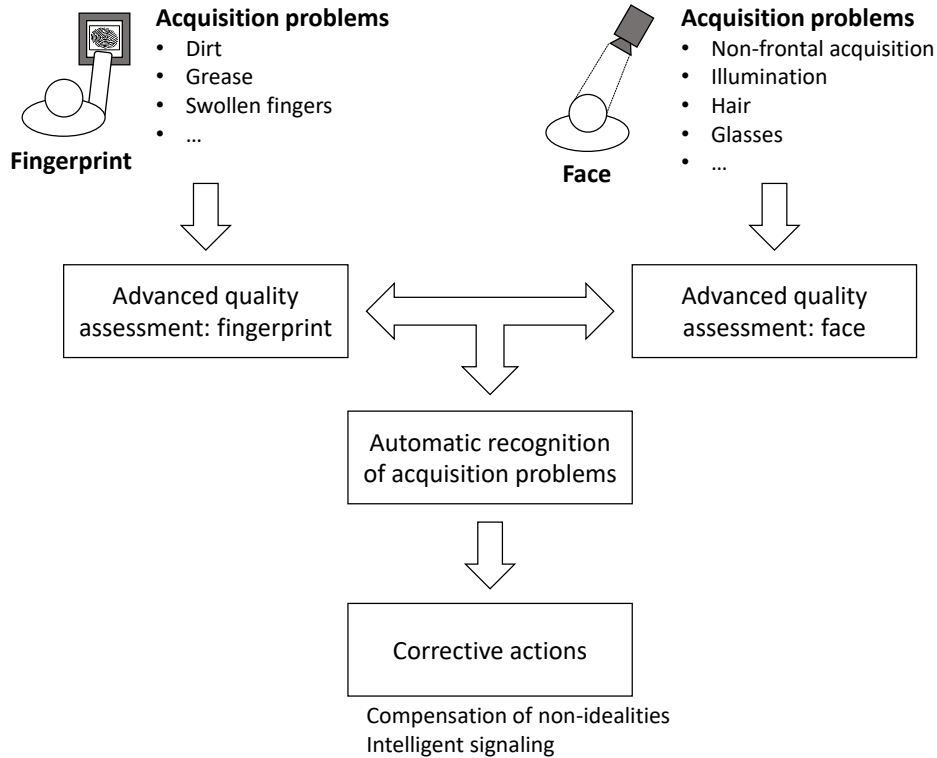 Acquisition problems
• Dirt
• Grease
• Swollen fingers
• ...
Fingerprint
Acquisition problems
• Non-frontal acquisition
• Illumination
• Hair
• Glasses
• ...
Face
Advanced quality
assessment: fingerprint
Advanced quality
assessment: face
Automatic recognition
of acquisition problems
Corrective actions
Compensation of non-idealities
Intelligent signaling